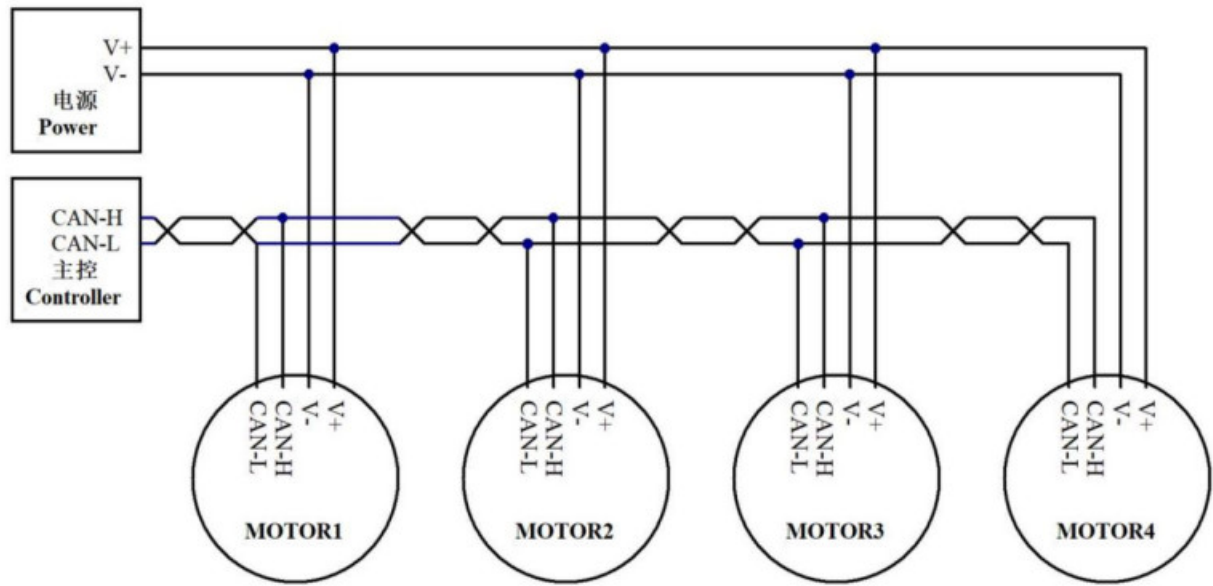 V+
V-
电源
Power
CAN-H
CAN-L
主控
Controller
CAN-L
CAN-H
V-
V+
MOTOR1
CAN-L
CAN-H
V-
V+
MOTOR2
CAN-L
CAN-H
V-
V+
MOTOR3
CAN-L
CAN-H
V-
V+
MOTOR4